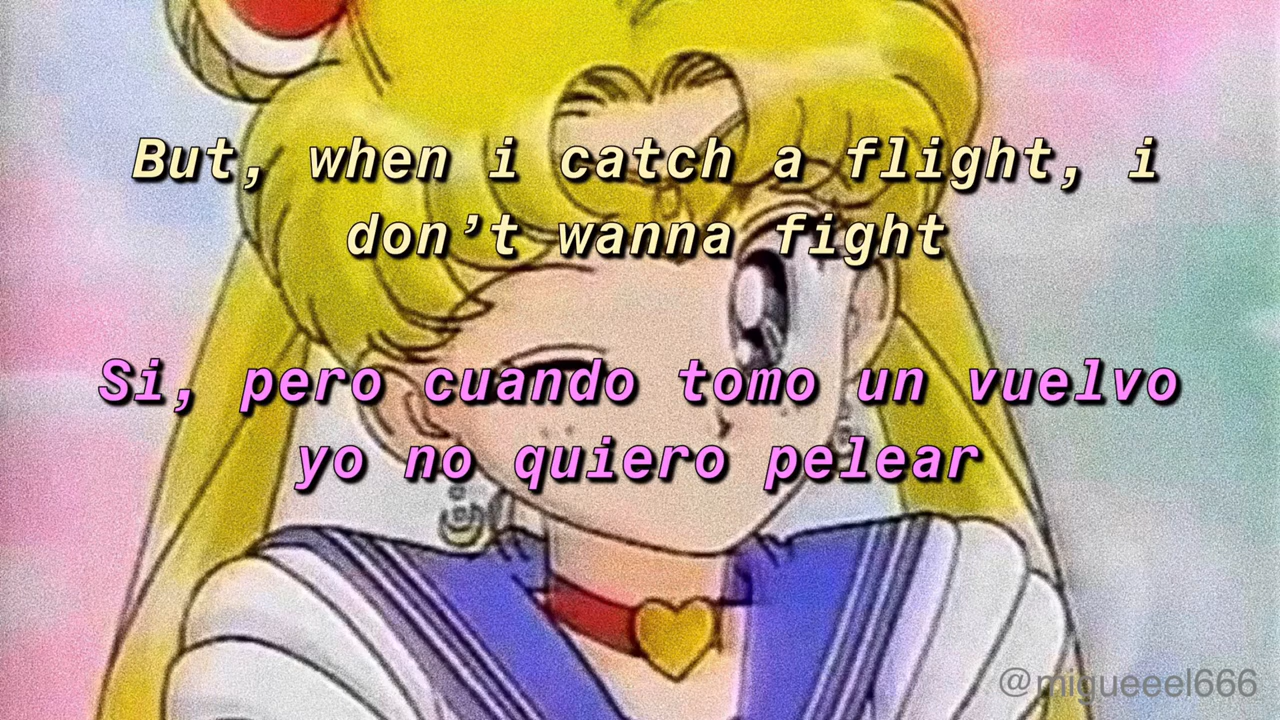 But, when i catch a flight, i
don’t wanna fight
Si, pero cuando tomo un vuelvo
yo no quiero pelear
@migueeel666